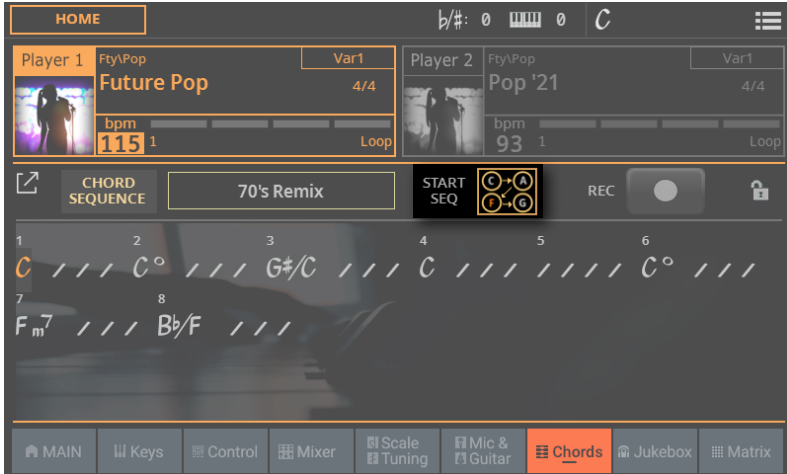 HOME ♭/♯: 0 0 C
Player 1 Fty\Pop Var1
Future Pop 4/4
bpm
115 1 Loop
Player 2 Fty\Pop Var1
Pop '21 4/4
bpm
93 1 Loop
CHORD SEQUENCE
70's Remix
START SEQ
C A
F G
REC
1 2 3 4 5 6
C / / / C° / / / G♯/C / / / C / / / / / / / C° / / /
7 8
Fm7 / / / B♭/F / / /
MAIN Keys Control Mixer Scale Tuning Mic & Guitar Chords Jukebox Matrix